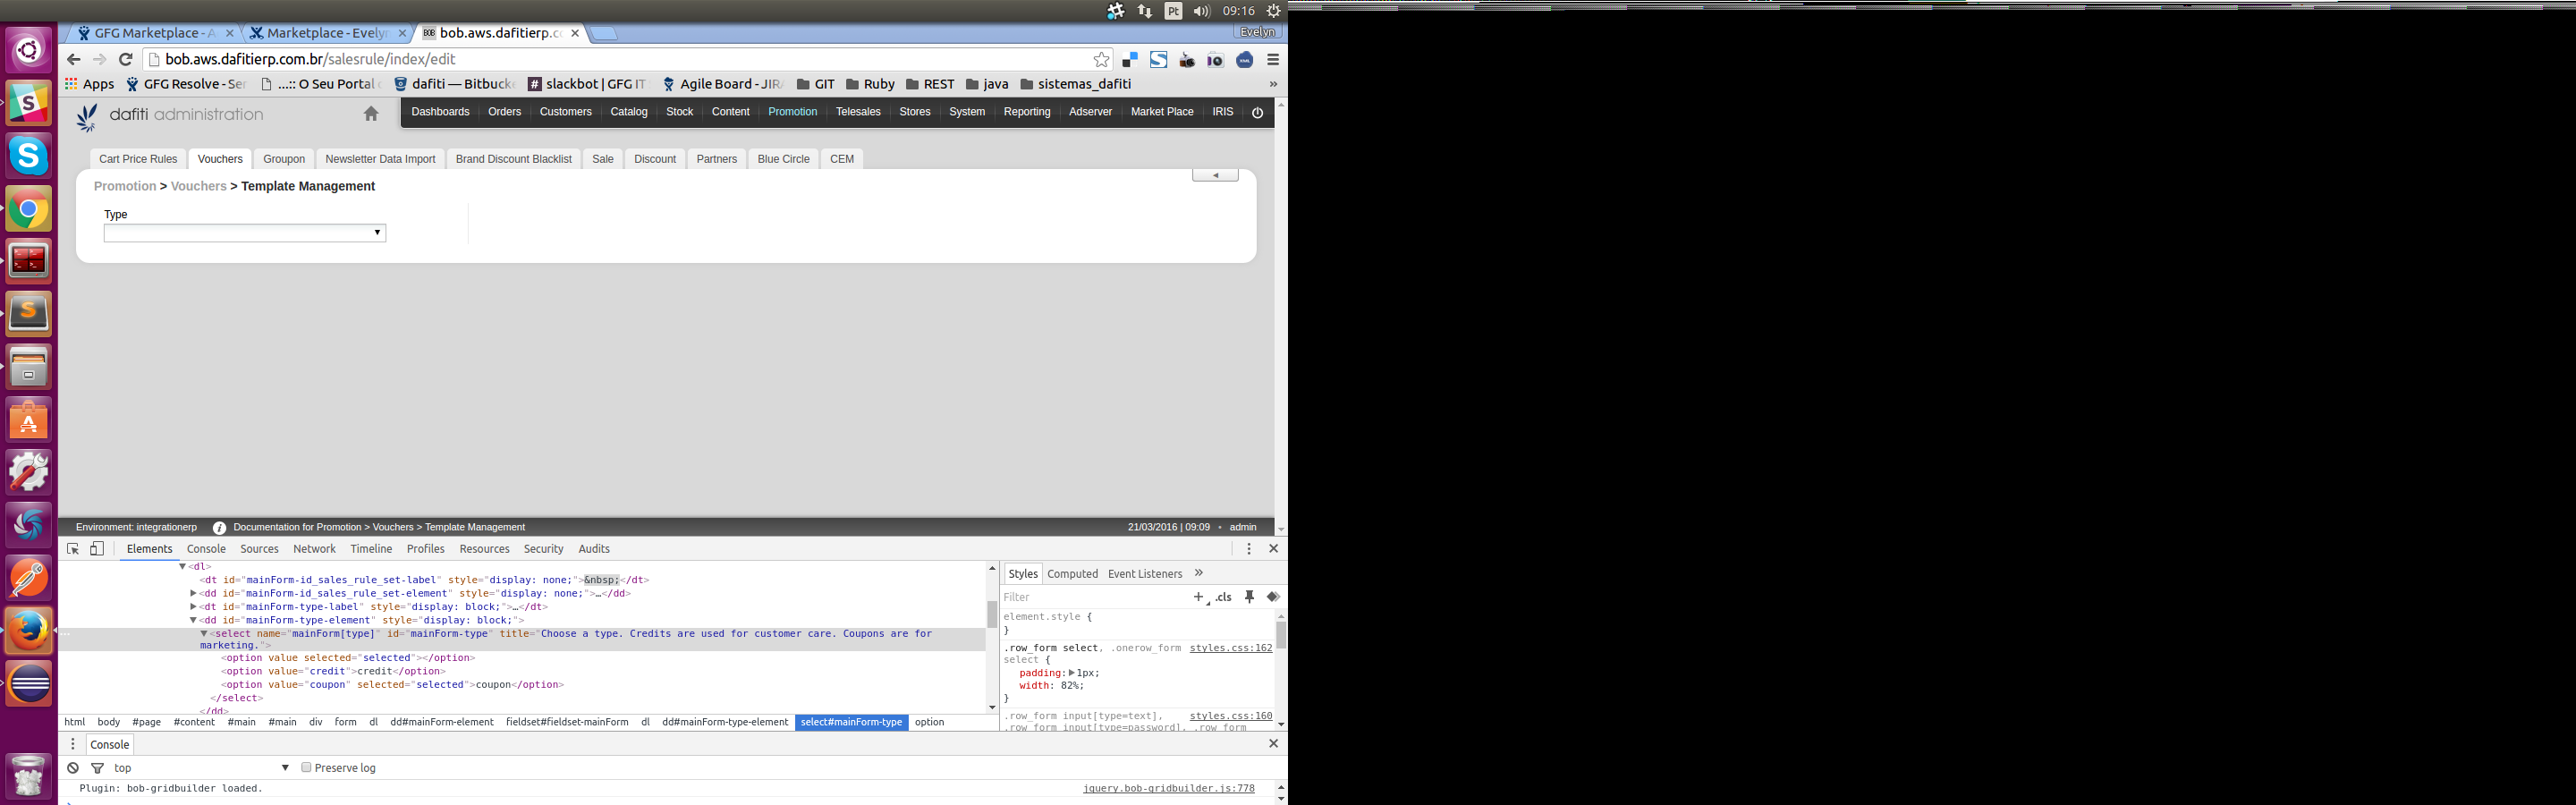 Pt 09:16
GFG Marketplace - A Marketplace - Evelyn bob.aws.dafitierp.co Evelyn
bob.aws.dafitierp.com.br/salesrule/index/edit
Apps GFG Resolve - Ser ...:: O Seu Portal dafiti — Bitbucke slackbot | GFG IT Agile Board - JIRA GIT Ruby REST java sistemas_dafiti »
dafiti administration
Dashboards Orders Customers Catalog Stock Content Promotion Telesales Stores System Reporting Adserver Market Place IRIS
Cart Price Rules Vouchers Groupon Newsletter Data Import Brand Discount Blacklist Sale Discount Partners Blue Circle CEM
Promotion > Vouchers > Template Management
Type
Environment: integrationerp Documentation for Promotion > Vouchers > Template Management 21/03/2016 | 09:09 • admin
Elements Console Sources Network Timeline Profiles Resources Security Audits
▼<dl>
<dt id="mainForm-id_sales_rule_set-label" style="display: none;">&nbsp;</dt>
▶<dd id="mainForm-id_sales_rule_set-element" style="display: none;">…</dd>
▶<dt id="mainForm-type-label" style="display: block;">…</dt>
▼<dd id="mainForm-type-element" style="display: block;">
▼<select name="mainForm[type]" id="mainForm-type" title="Choose a type. Credits are used for customer care. Coupons are for
marketing.">
<option value selected="selected"></option>
<option value="credit">credit</option>
<option value="coupon" selected="selected">coupon</option>
</select>
</dd>
html body #page #content #main #main div form dl dd#mainForm-element fieldset#fieldset-mainForm dl dd#mainForm-type-element select#mainForm-type option
Styles Computed Event Listeners »
Filter + .cls
element.style {
}
.row_form select, .onerow_form styles.css:162
select {
padding:▶1px;
width: 82%;
}
.row_form input[type=text], styles.css:160
.row_form input[type=password], .row_form
Console
top ▼ Preserve log
Plugin: bob-gridbuilder loaded. jquery.bob-gridbuilder.js:778